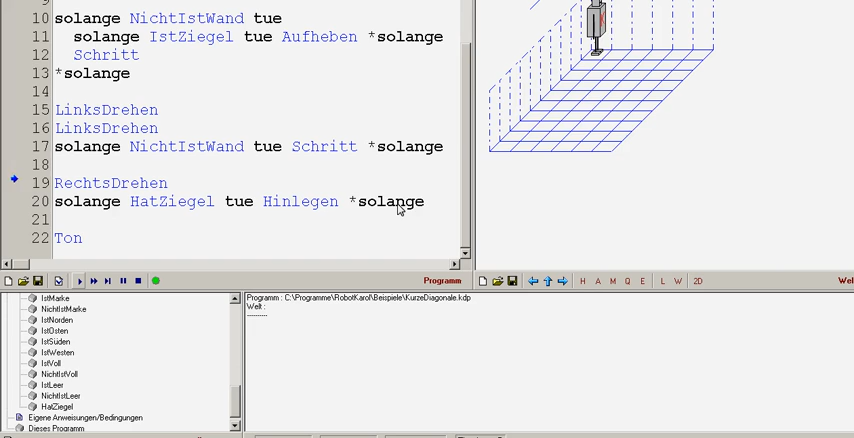 9
10 solange NichtIstWand tue
11 solange IstZiegel tue Aufheben *solange
12 Schritt
13 *solange
14
15 LinksDrehen
16 LinksDrehen
17 solange NichtIstWand tue Schritt *solange
18
19 RechtsDrehen
20 solange HatZiegel tue Hinlegen *solange
21
22 Ton
Programm
H A M Q E L W 2D
Wel
IstMarke
NichtIstMarke
IstNorden
IstOsten
IstSüden
IstWesten
IstVoll
NichtIstVoll
IstLeer
NichtIstLeer
HatZiegel
Eigene Anweisungen/Bedingungen
Dieses Programm
Programm : C:\Programme\RobotKarol\Beispiele\KurzeDiagonale.kdp
Welt :
----------